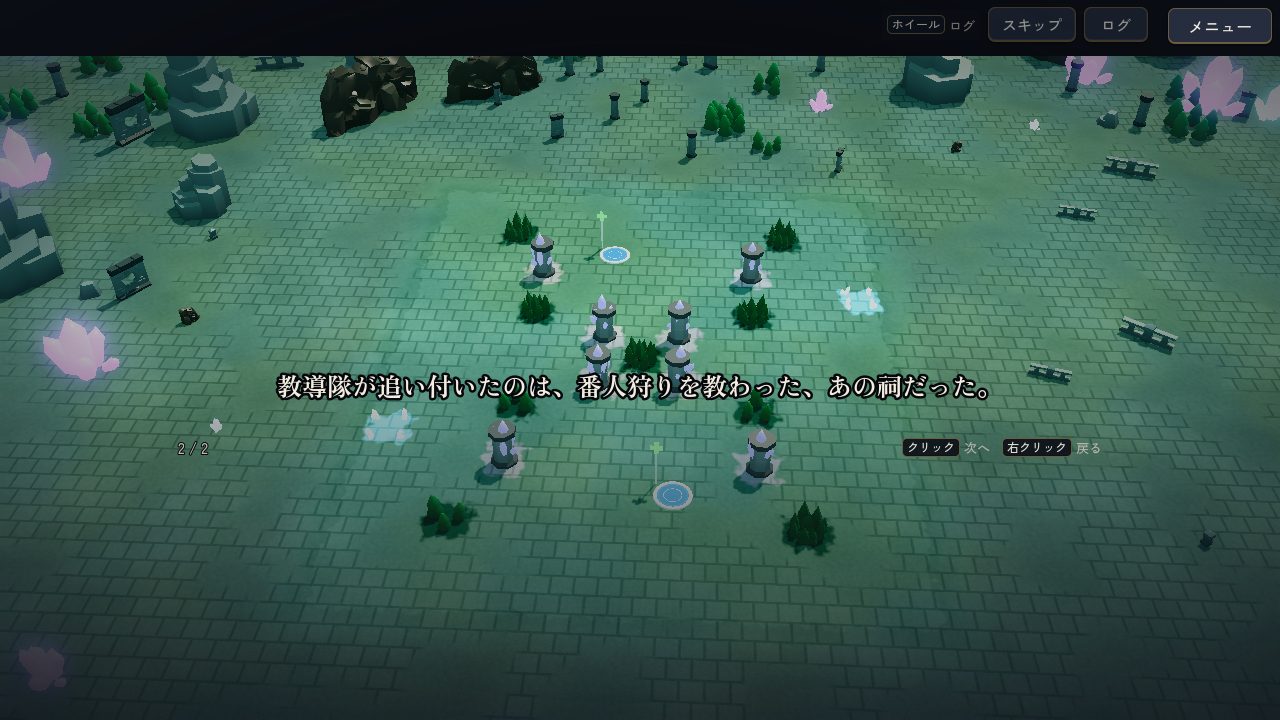 ホイール ログ スキップ ログ メニュー
教導隊が追い付いたのは、番人狩りを教わった、あの祠だった。
2 / 2 クリック 次へ 右クリック 戻る